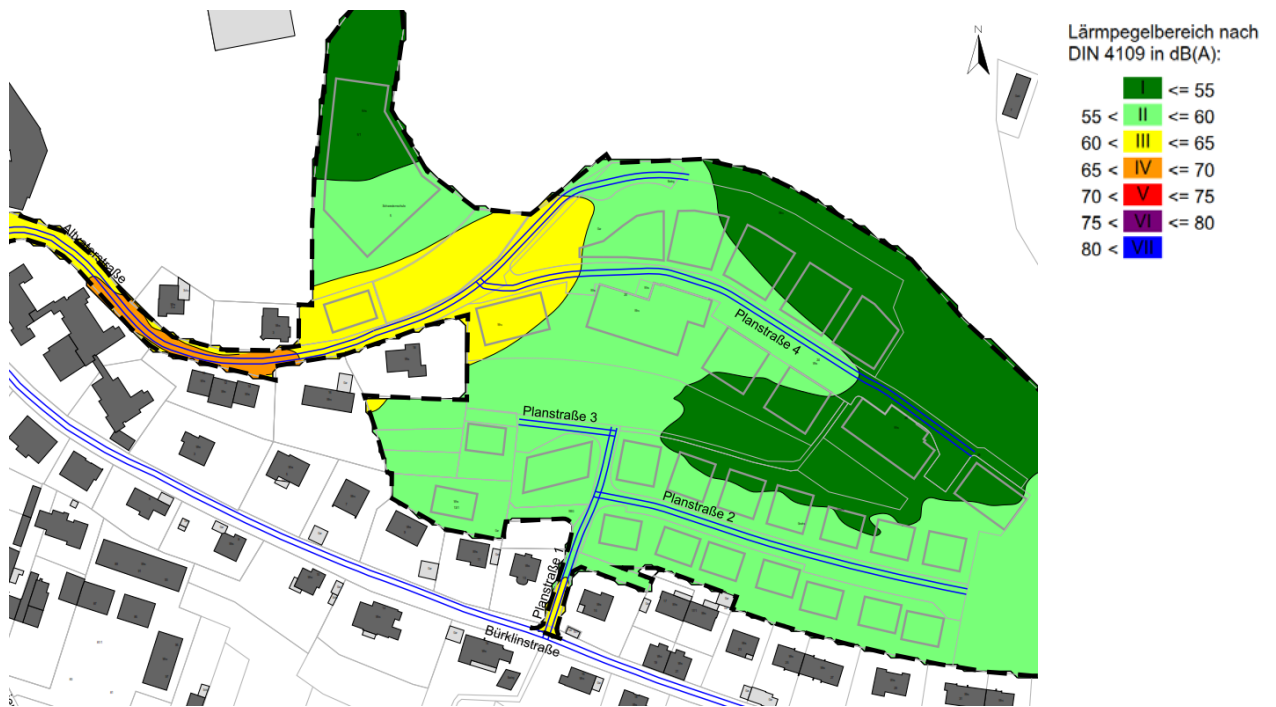 Lärmpegelbereich nach
DIN 4109 in dB(A):
I <= 55
55 < II <= 60
60 < III <= 65
65 < IV <= 70
70 < V <= 75
75 < VI <= 80
80 < VII
N
Altvaterstraße
Planstraße 4
Planstraße 3
Planstraße 2
Planstraße 1
Bürklinstraße